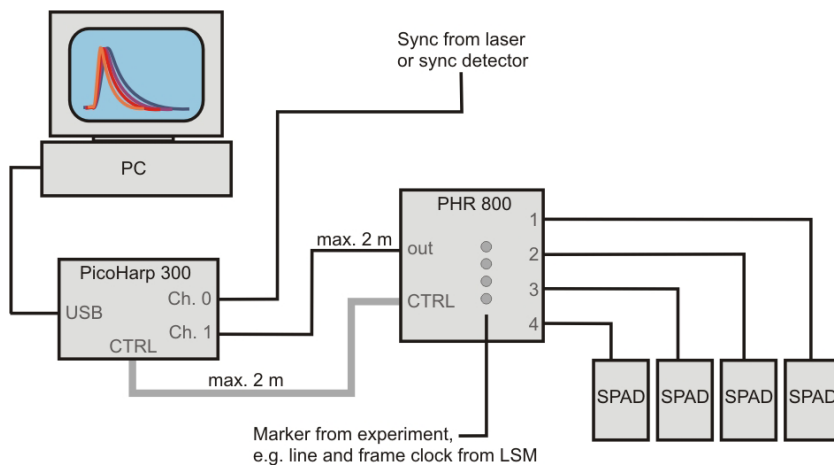 Sync from laser
or sync detector
PC
PHR 800
1
max. 2 m
out
2
PicoHarp 300
Ch. 0
3
CTRL
USB
Ch. 1
4
CTRL
max. 2 m
SPAD
SPAD
SPAD
SPAD
Marker from experiment,
e.g. line and frame clock from LSM